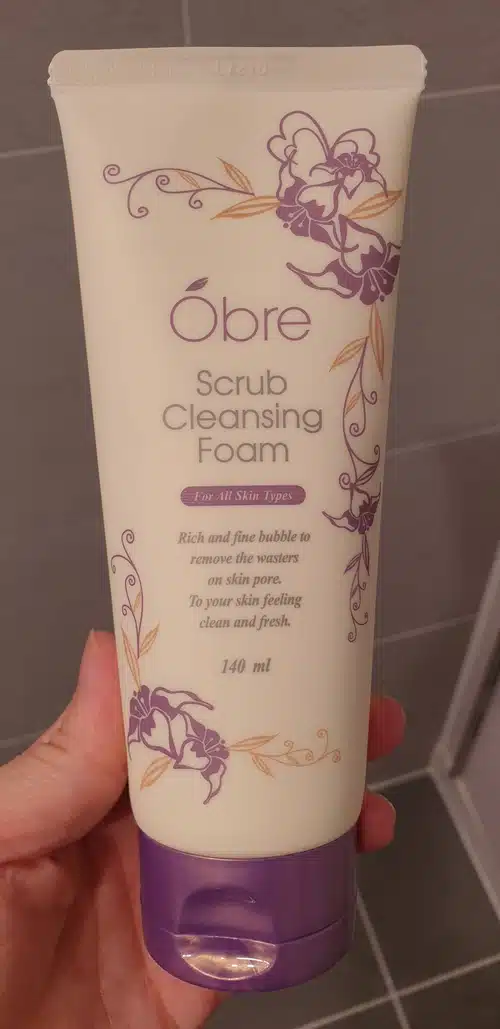 Óbre
Scrub
Cleansing
Foam
For All Skin Types
Rich and fine bubble to
remove the wasters
on skin pore.
To your skin feeling
clean and fresh.
140 ml